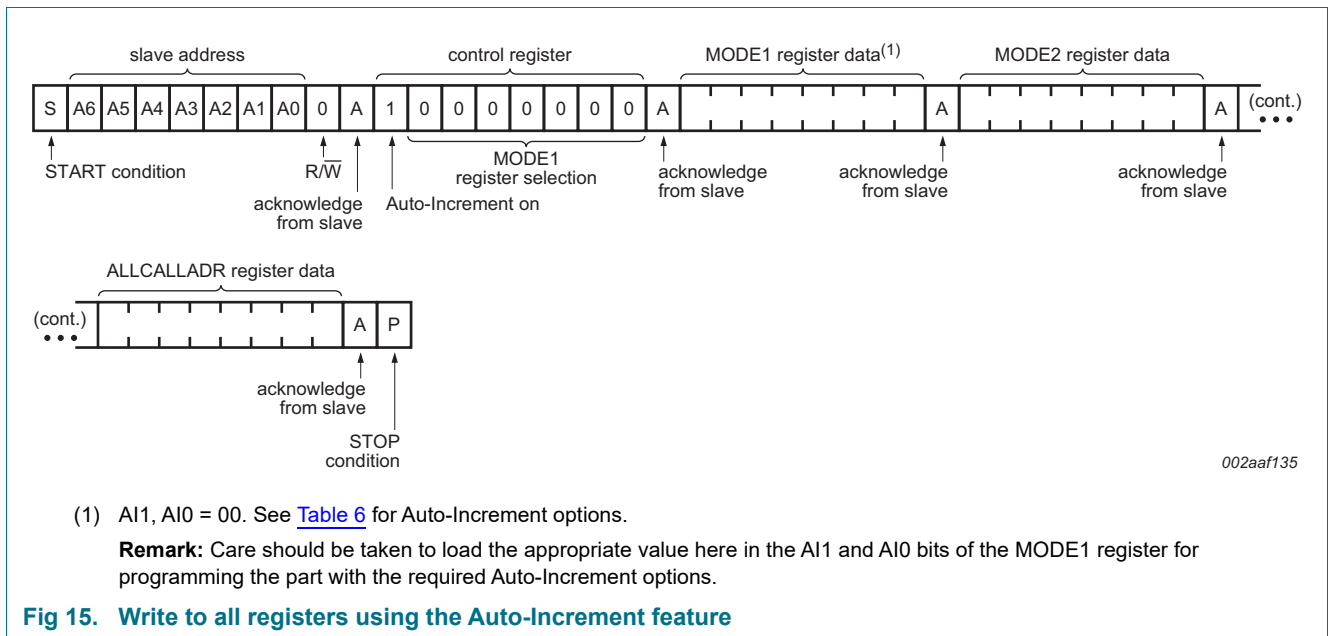 slave address control register MODE1 register data(1) MODE2 register data
S A6 A5 A4 A3 A2 A1 A0 0 A 1 0 0 0 0 0 0 0 A A A (cont.)
START condition R/W̅ MODE1 register selection acknowledge from slave acknowledge from slave acknowledge from slave
acknowledge from slave Auto-Increment on
ALLCALLADR register data
(cont.) A P
acknowledge
from slave
STOP
condition
002aaf135
(1) AI1, AI0 = 00. See Table 6 for Auto-Increment options.
Remark: Care should be taken to load the appropriate value here in the AI1 and AI0 bits of the MODE1 register for
programming the part with the required Auto-Increment options.
Fig 15. Write to all registers using the Auto-Increment feature